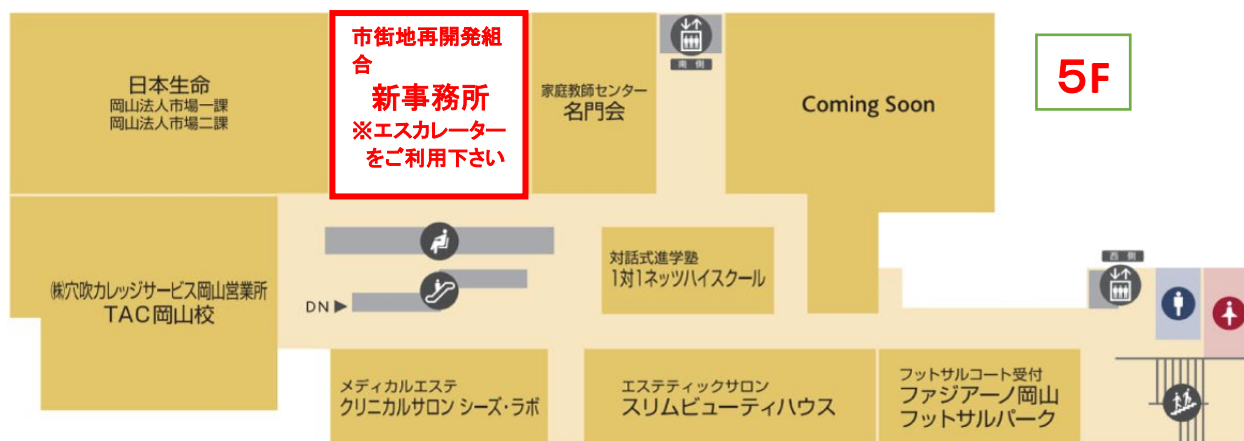 日本生命
岡山法人市場一課
岡山法人市場二課
市街地再開発組
合
新事務所
※エスカレーター
をご利用下さい
家庭教師センター
名門会
南側
Coming Soon
5F
㈱穴吹カレッジサービス岡山営業所
TAC岡山校
DN ▶
対話式進学塾
1対1ネッツハイスクール
西側
メディカルエステ
クリニカルサロン シーズ・ラボ
エステティックサロン
スリムビューティハウス
フットサルコート受付
ファジアーノ岡山
フットサルパーク